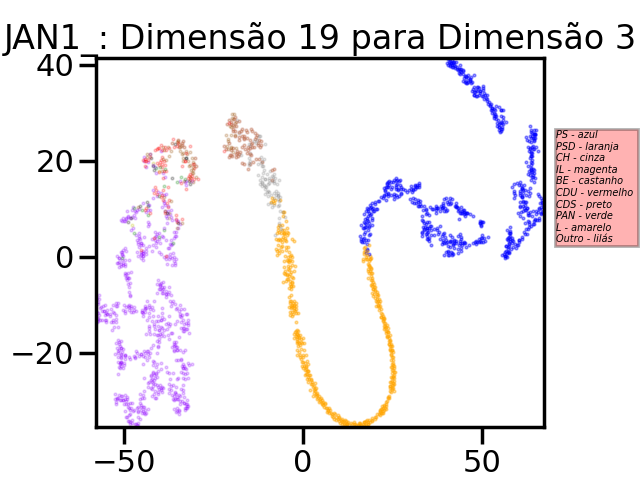 JAN1 : Dimensão 19 para Dimensão 3
40
20
0
−20
−50 0 50
PS - azul
PSD - laranja
CH - cinza
IL - magenta
BE - castanho
CDU - vermelho
CDS - preto
PAN - verde
L - amarelo
Outro - lilás